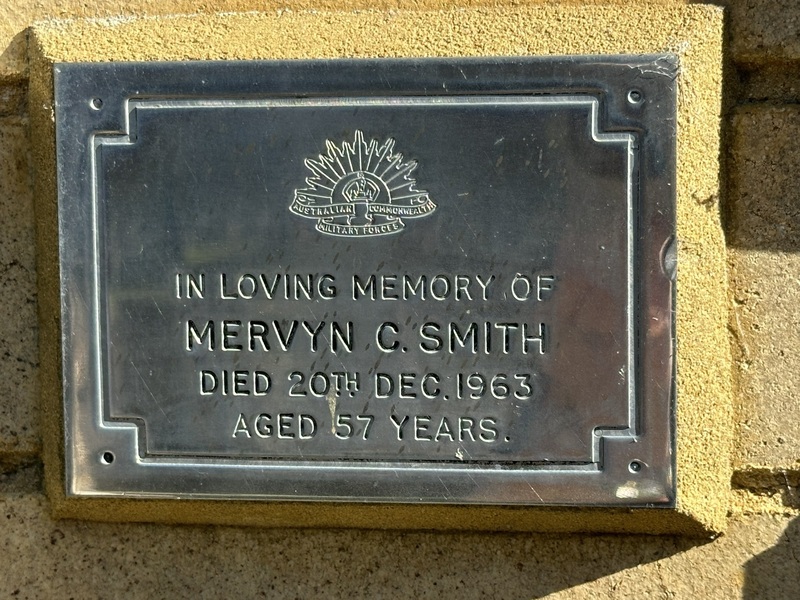 AUSTRALIAN COMMONWEALTH
MILITARY FORCES
IN LOVING MEMORY OF
MERVYN C. SMITH
DIED 20TH DEC. 1963
AGED 57 YEARS.